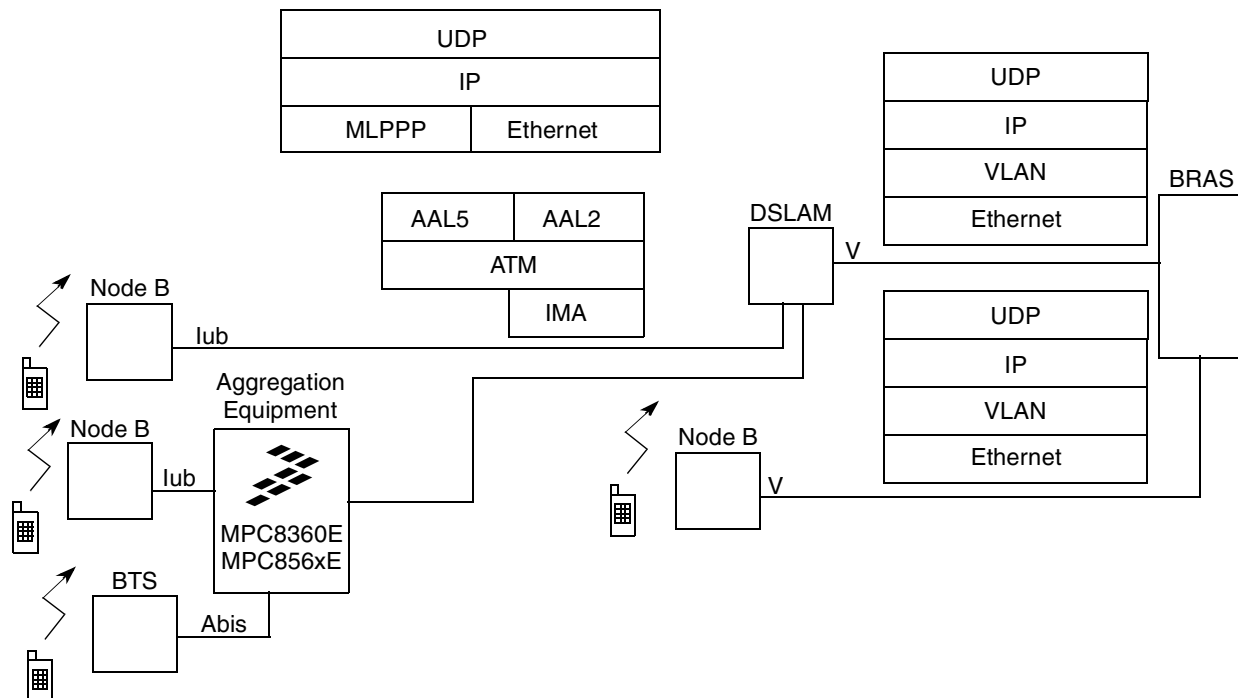 UDP
IP
MLPPP Ethernet
AAL5 AAL2
ATM
IMA
UDP
IP
VLAN
Ethernet
BRAS
DSLAM
V
Node B
Iub
Aggregation
Equipment
Node B
Iub
MPC8360E
MPC856xE
BTS
Abis
UDP
IP
VLAN
Ethernet
Node B
V